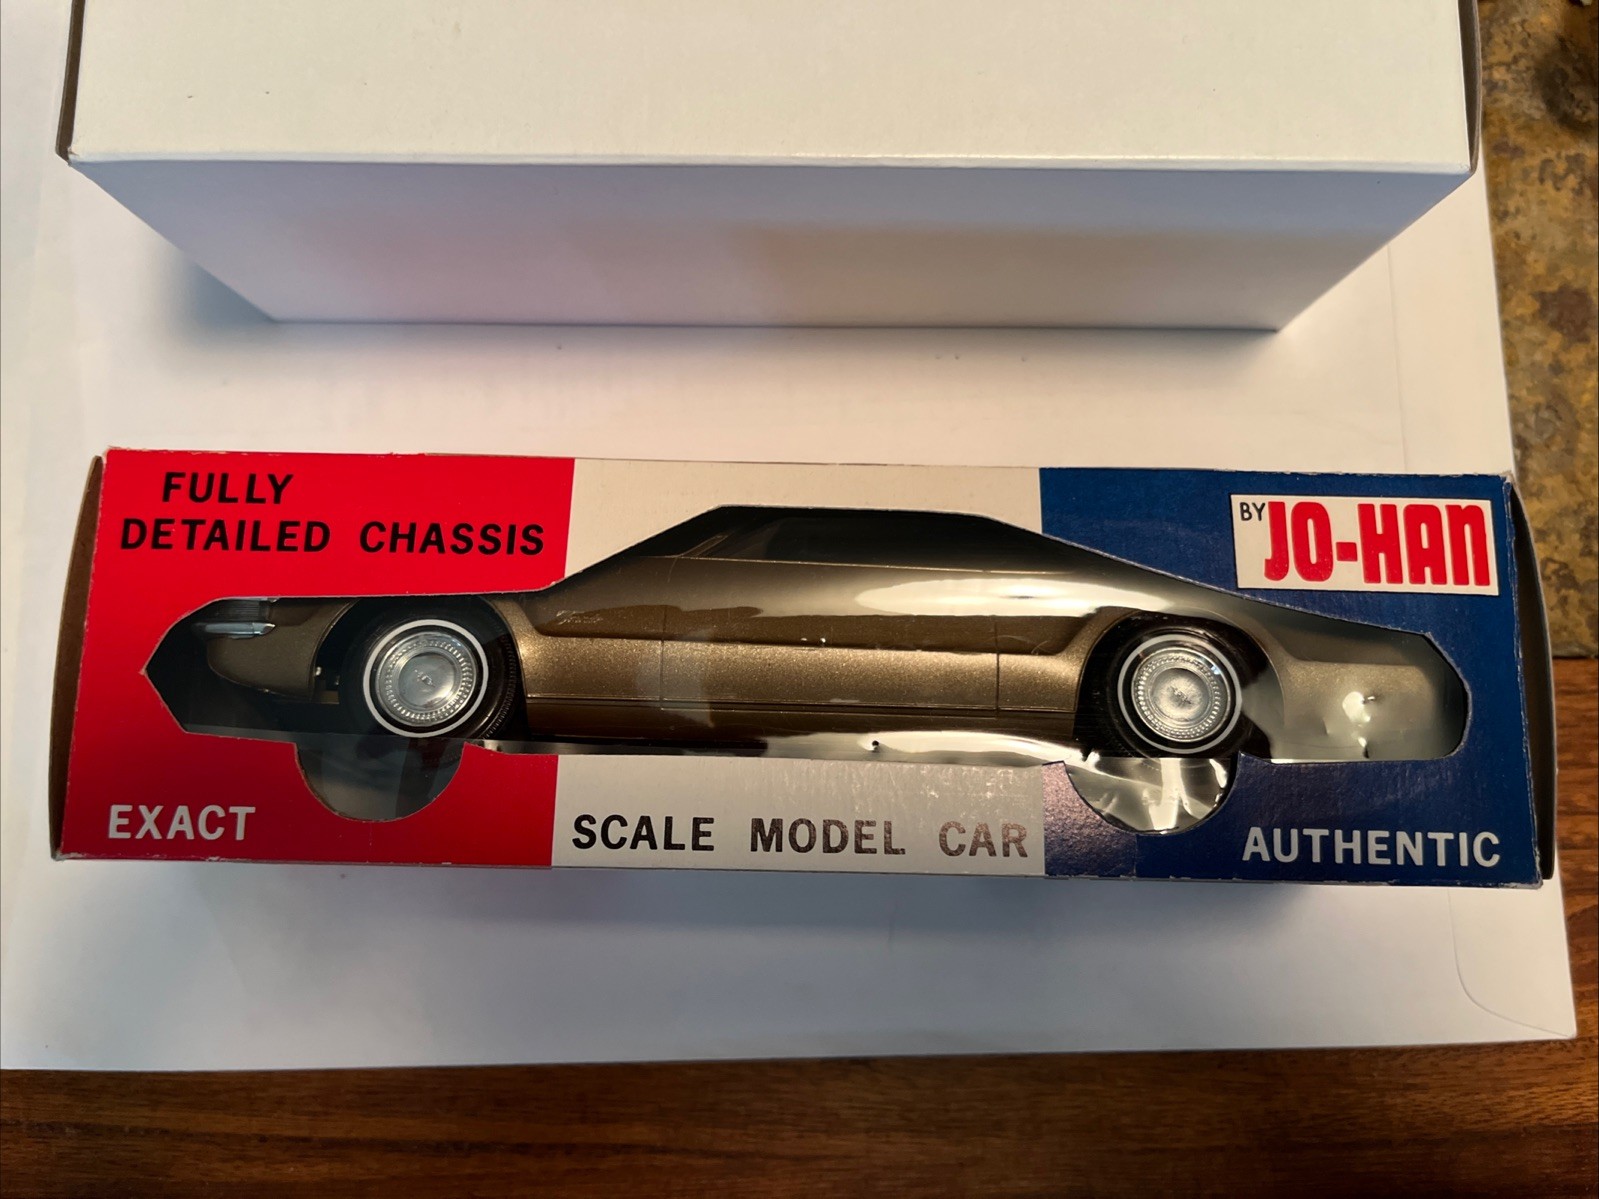 FULLY
DETAILED CHASSIS
BY JO-HAN
EXACT
SCALE MODEL CAR
AUTHENTIC